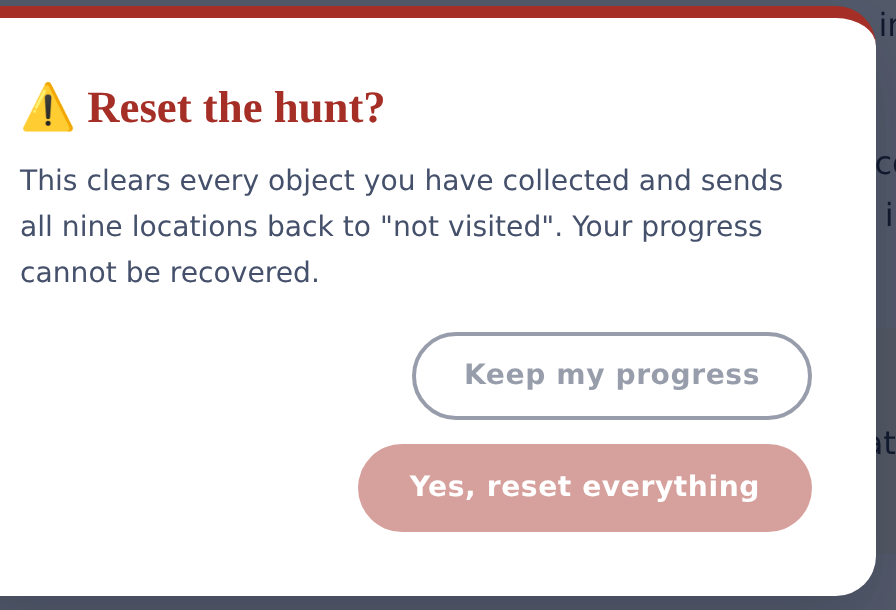 ⚠️ Reset the hunt?
This clears every object you have collected and sends
all nine locations back to "not visited". Your progress
cannot be recovered.
Keep my progress
Yes, reset everything